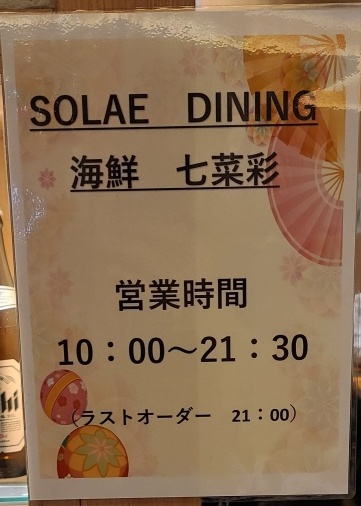 SOLAE　DINING
海鮮　七菜彩
営業時間
10：00～21：30
（ラストオーダー　21：00）